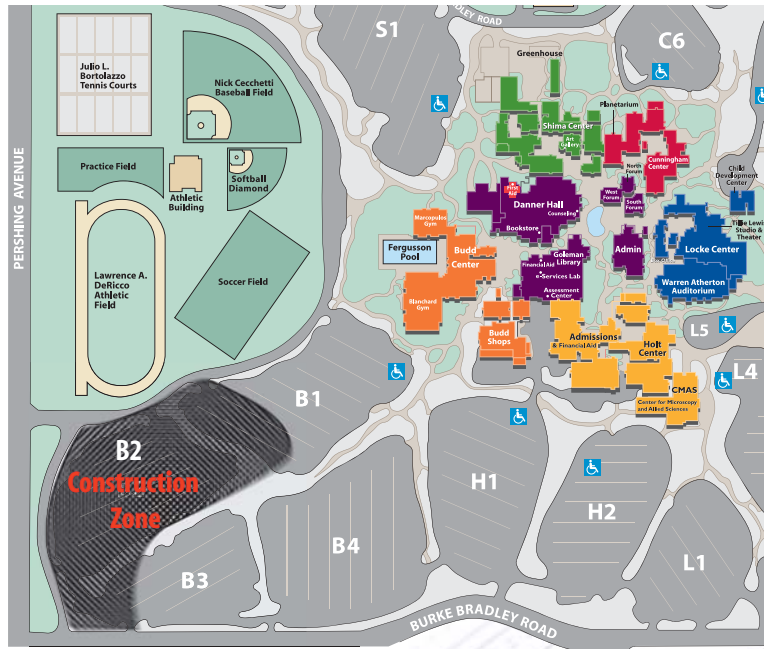 DLEY ROAD
S1
C6
Greenhouse
Julio L.
Bortolazzo
Tennis Courts
Nick Cecchetti
Baseball Field
Planetarium
Shima Center
Art
Gallery
Cunningham
Center
North
Forum
PERSHING AVENUE
Practice Field
Softball
Diamond
Athletic
Building
Child
Development
Center
First
Aid
Danner Hall
Counseling
Bookstore
West
Forum
South
Forum
Marcopulos
Gym
Fergusson
Pool
Budd
Center
Goleman
Library
Financial Aid
e-Services Lab
Assessment
Center
Admin
Studio &
Theater
Locke Center
Warren Atherton
Auditorium
Lawrence A.
DeRicco
Athletic
Field
Soccer Field
Blanchard
Gym
Budd
Shops
Admissions
& Financial Aid
Holt
Center
L5
L4
CMAS
Center for Microscopy
and Allied Sciences
B1
B2
Construction
Zone
H1
H2
B4
B3
L1
BURKE BRADLEY ROAD